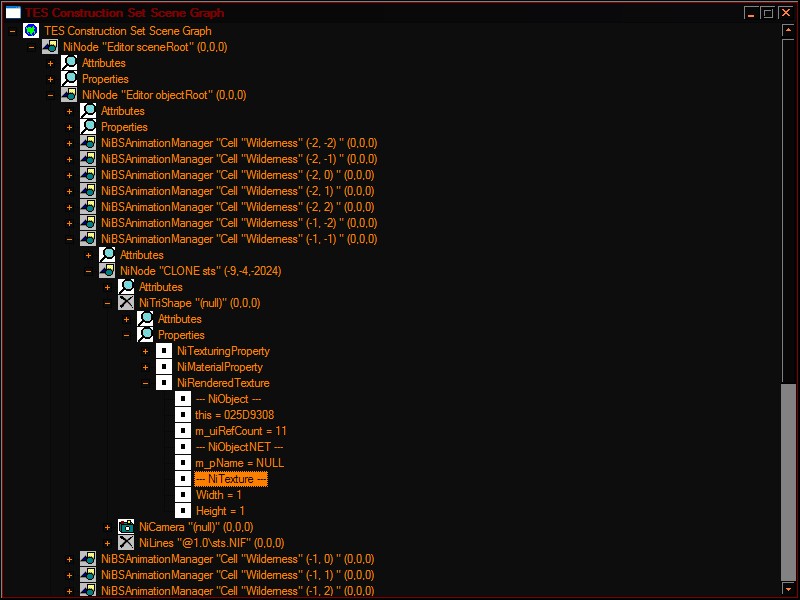 TES Construction Set Scene Graph
TES Construction Set Scene Graph
NiNode "Editor sceneRoot" (0,0,0)
Attributes
Properties
NiNode "Editor objectRoot" (0,0,0)
Attributes
Properties
NiBSAnimationManager "Cell "Wilderness" (-2, -2) " (0,0,0)
NiBSAnimationManager "Cell "Wilderness" (-2, -1) " (0,0,0)
NiBSAnimationManager "Cell "Wilderness" (-2, 0) " (0,0,0)
NiBSAnimationManager "Cell "Wilderness" (-2, 1) " (0,0,0)
NiBSAnimationManager "Cell "Wilderness" (-2, 2) " (0,0,0)
NiBSAnimationManager "Cell "Wilderness" (-1, -2) " (0,0,0)
NiBSAnimationManager "Cell "Wilderness" (-1, -1) " (0,0,0)
Attributes
NiNode "CLONE sts" (-9,-4,-2024)
Attributes
NiTriShape "(null)" (0,0,0)
Attributes
Properties
NiTexturingProperty
NiMaterialProperty
NiRenderedTexture
--- NiObject ---
this = 025D9308
m_uiRefCount = 11
--- NiObjectNET ---
m_pName = NULL
--- NiTexture ---
Width = 1
Height = 1
NiCamera "(null)" (0,0,0)
NiLines "@1.0\sts.NIF" (0,0,0)
NiBSAnimationManager "Cell "Wilderness" (-1, 0) " (0,0,0)
NiBSAnimationManager "Cell "Wilderness" (-1, 1) " (0,0,0)
NiBSAnimationManager "Cell "Wilderness" (-1, 2) " (0,0,0)